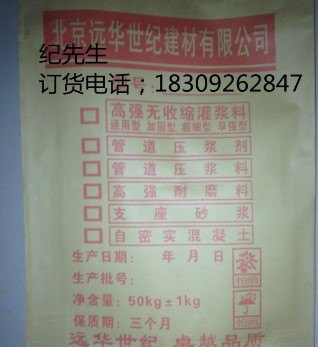 北京远华世纪建材有限公司
纪先生
订货电话；18309262847
号：
高强无收缩灌浆料
通用型 加固型 超细型 早强型
管道压浆剂
管道压浆料
高强耐磨料
支座砂浆
自密实混凝土
生产日期： 年 月 日
生产批号：
净含量：50kg±1kg
保质期：三个月
怕晒
怕雨
远华世纪 卓越品质